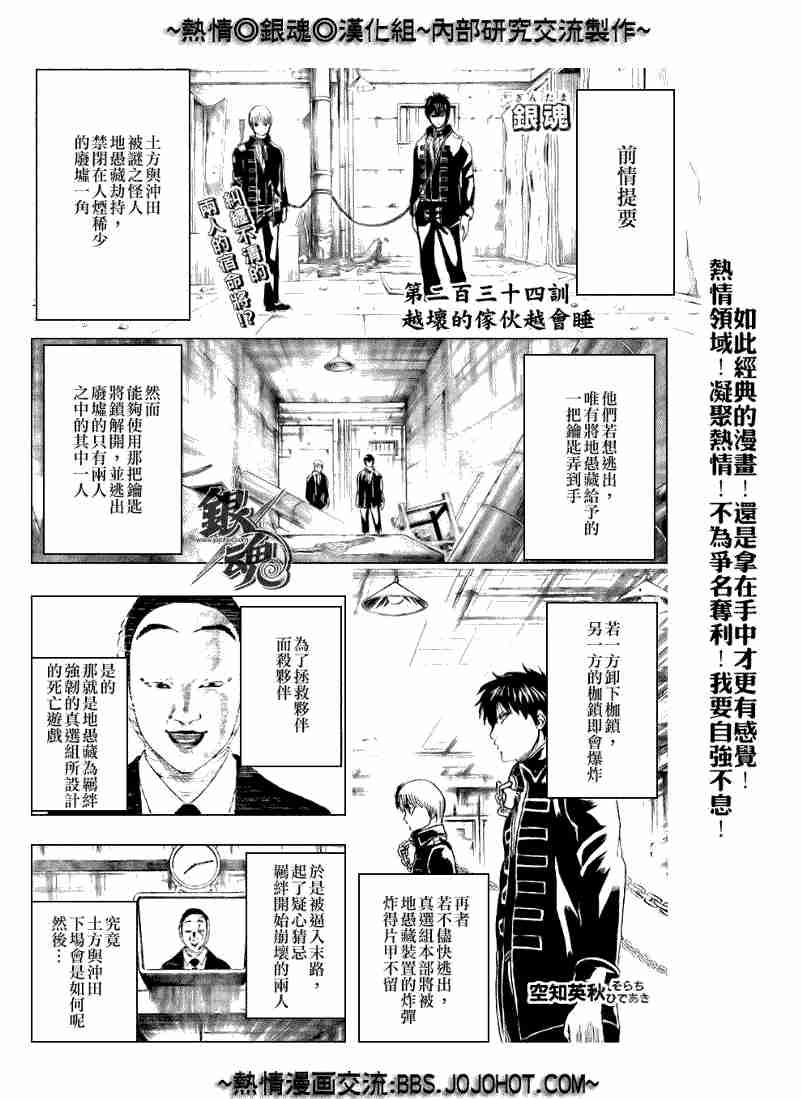 ~熱情◎銀魂◎漢化組~內部研究交流製作~
ぎんたま
銀魂
前情提要
土方與沖田
被謎之怪人
地愚藏劫持，
禁閉在人煙稀少
的廢墟一角
糾纏不清的
兩人的宿命將!?
第二百三十四訓
越壞的傢伙越會睡
他們若想逃出，
唯有將地愚藏給予的
一把鑰匙弄到手
然而
能夠使用那把鑰匙
將鎖解開，並逃出
廢墟的只有兩人
之中的其中一人
銀魂
若一方卸下枷鎖，
另一方的枷鎖即會爆炸
為了拯救夥伴
而殺夥伴
是的
那就是地愚藏為羈絆
強韌的真選組所設計
的死亡遊戲
再者
若不儘快逃出，
真選組本部將被
地愚藏裝置的炸彈
炸得片甲不留
於是被逼入末路，
起了疑心猜忌
羈絆開始崩壞的兩人
究竟
土方與沖田
下場會是如何呢
然後…
空知英秋
そらち
ひであき
如此經典的漫畫！還是拿在手中才更有感覺！
熱情領域！凝聚熱情！不為爭名奪利！我要自強不息！
~熱情漫画交流:BBS.JOJOHOT.COM~